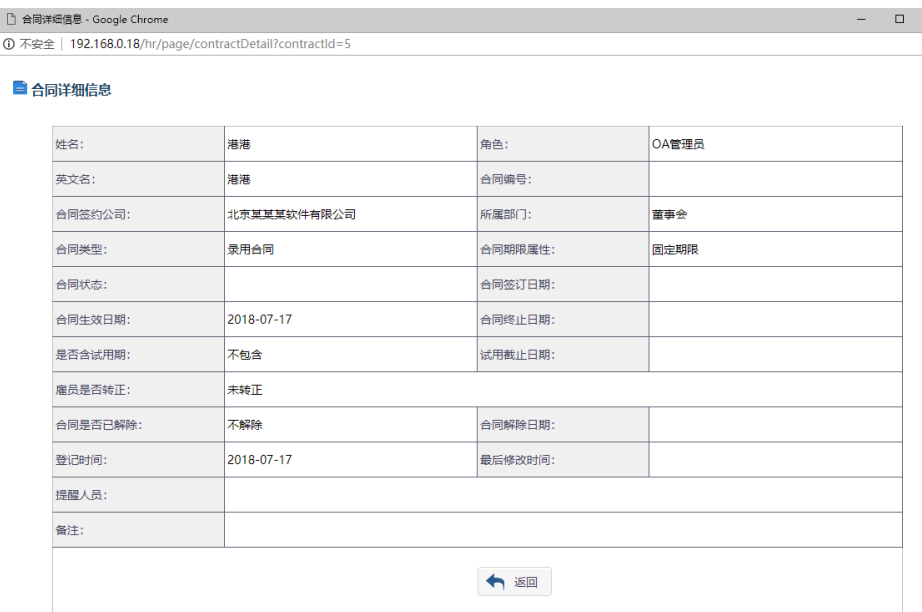 合同详细信息 - Google Chrome
不安全 | 192.168.0.18/hr/page/contractDetail?contractId=5
合同详细信息
姓名： 港港 角色： OA管理员
英文名： 港港 合同编号：
合同签约公司： 北京某某某软件有限公司 所属部门： 董事会
合同类型： 录用合同 合同期限属性： 固定期限
合同状态： 合同签订日期：
合同生效日期： 2018-07-17 合同终止日期：
是否含试用期： 不包含 试用截止日期：
雇员是否转正： 未转正
合同是否已解除： 不解除 合同解除日期：
登记时间： 2018-07-17 最后修改时间：
提醒人员：
备注：
返回